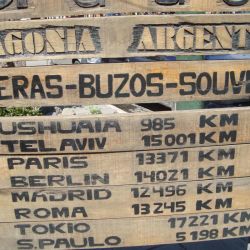 AGONIA ARGENT
ERAS-BUZOS-SOUV
USHUAIA 985 KM
TEL AVIV 15001 KM
PARIS 13371 KM
BERLIN 14021 KM
MADRID 12496 KM
ROMA 13245 KM
TOKIO 17221 KM
S.PAULO 5198 K